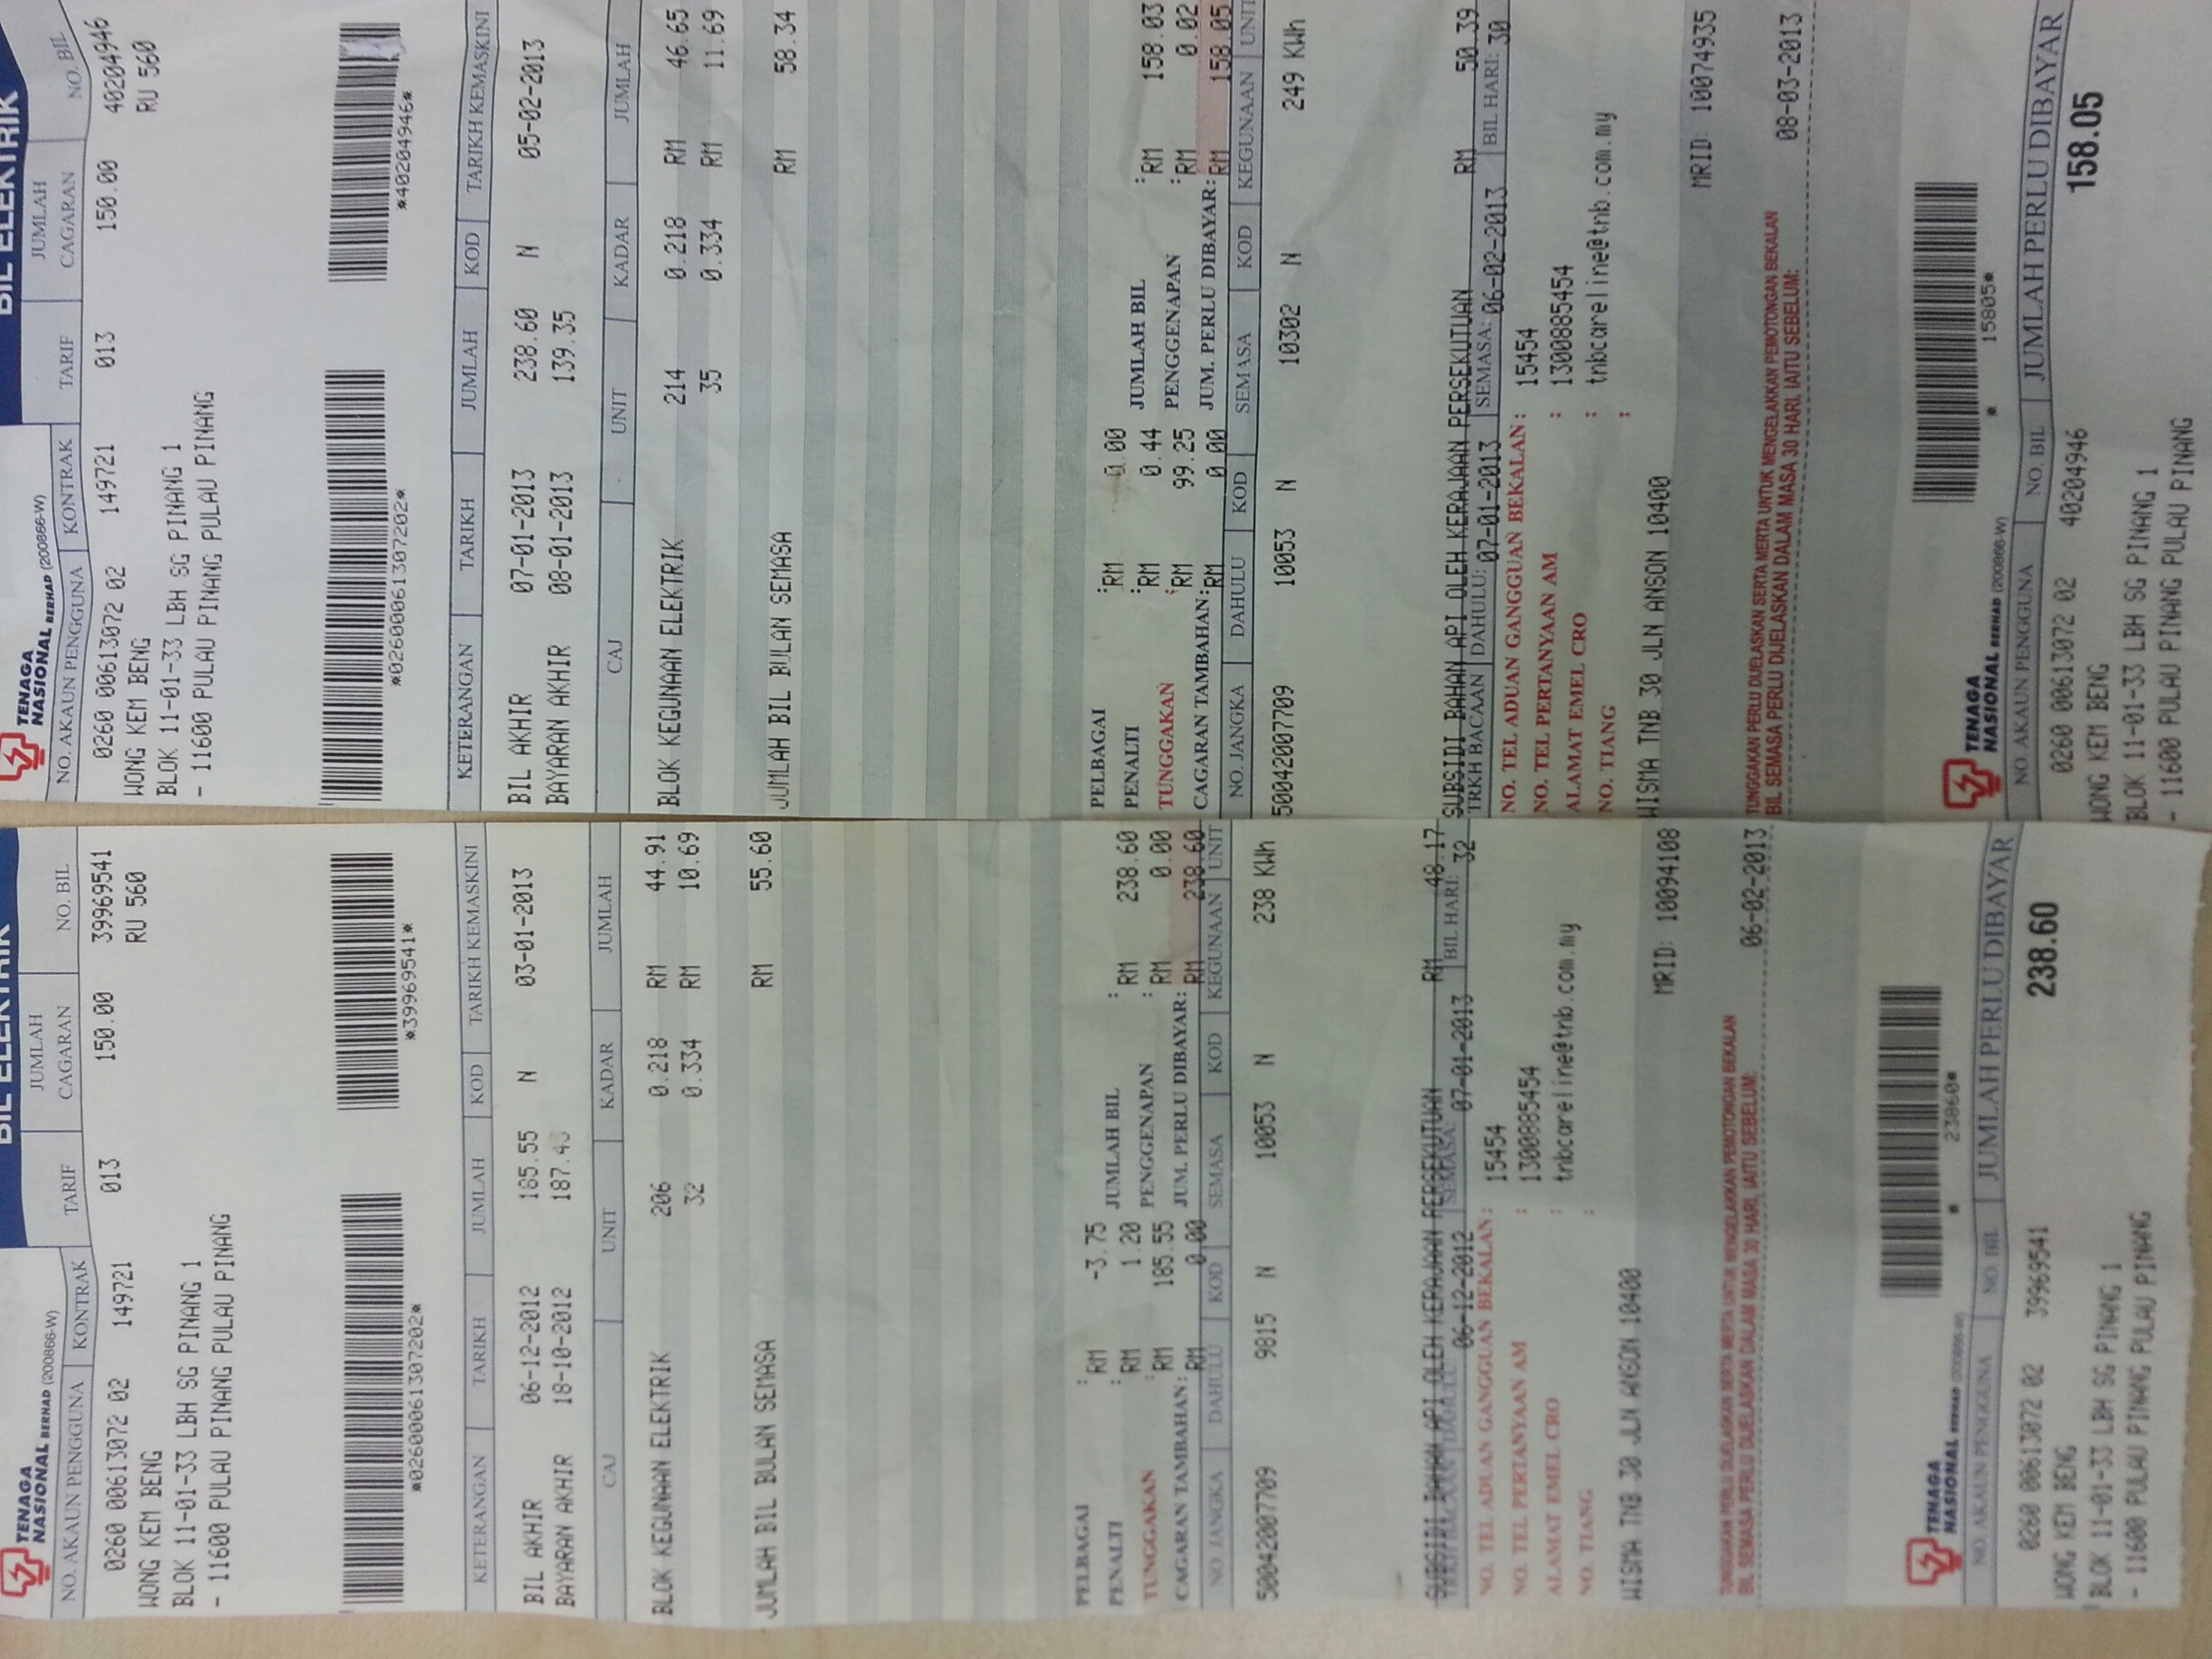 BIL ELEKTRIK
TENAGA
NASIONAL BERHAD (200866-W)
NO. AKAUN PENGGUNA KONTRAK TARIF JUMLAH CAGARAN NO. BIL
0260 00613072 02 149721 013 150.00 40204946
WONG KEM BENG RU 560
BLOK 11-01-33 LBH SG PINANG 1
- 11600 PULAU PINANG PULAU PINANG
*02600061307202* *40204946*
KETERANGAN TARIKH JUMLAH KOD TARIKH KEMASKINI
BIL AKHIR 07-01-2013 238.60 N 05-02-2013
BAYARAN AKHIR 08-01-2013 139.35
CAJ UNIT KADAR JUMLAH
BLOK KEGUNAAN ELEKTRIK 214 0.218 RM 46.65
35 0.334 RM 11.69
JUMLAH BIL BULAN SEMASA RM 58.34
PELBAGAI :RM 0.00 JUMLAH BIL :RM 158.03
PENALTI :RM 0.44 PENGGENAPAN :RM 0.02
TUNGGAKAN :RM 99.25 JUM. PERLU DIBAYAR:RM 158.05
CAGARAN TAMBAHAN:RM 0.00
NO. JANGKA DAHULU KOD SEMASA KOD KEGUNAAN UNIT
50042007709 10053 N 10302 N 249 KWh
SUBSIDI BAHAN API OLEH KERAJAAN PERSEKUTUAN RM 50.39
TRKH BACAAN DAHULU: 07-01-2013 SEMASA: 06-02-2013 BIL HARI: 30
NO. TEL ADUAN GANGGUAN BEKALAN : 15454
NO. TEL PERTANYAAN AM : 1300885454
ALAMAT EMEL CRO : tnbcareline@tnb.com.my
NO. TIANG :
WISMA TNB 30 JLN ANSON 10400
MRID: 10074935
TUNGGAKAN PERLU DIJELASKAN SERTA MERTA UNTUK MENGELAKKAN PEMOTONGAN BEKALAN
BIL SEMASA PERLU DIJELASKAN DALAM MASA 30 HARI, IAITU SEBELUM: 08-03-2013
* 15805*
TENAGA
NASIONAL BERHAD (200866-W)
NO. AKAUN PENGGUNA NO. BIL JUMLAH PERLU DIBAYAR
0260 00613072 02 40204946 158.05
WONG KEM BENG
BLOK 11-01-33 LBH SG PINANG 1
- 11600 PULAU PINANG PULAU PINANG
BIL ELEKTRIK
TENAGA
NASIONAL BERHAD (200866-W)
NO. AKAUN PENGGUNA KONTRAK TARIF JUMLAH CAGARAN NO. BIL
0260 00613072 02 149721 013 150.00 39969541
WONG KEM BENG RU 560
BLOK 11-01-33 LBH SG PINANG 1
- 11600 PULAU PINANG PULAU PINANG
*02600061307202* *39969541*
KETERANGAN TARIKH JUMLAH KOD TARIKH KEMASKINI
BIL AKHIR 06-12-2012 185.55 N 03-01-2013
BAYARAN AKHIR 18-10-2012
CAJ UNIT KADAR JUMLAH
BLOK KEGUNAAN ELEKTRIK 206 0.218 RM 44.91
32 0.334 RM 10.69
JUMLAH BIL BULAN SEMASA RM 55.60
PELBAGAI :RM -3.75 JUMLAH BIL :RM 238.60
PENALTI :RM 1.20 PENGGENAPAN :RM 0.00
TUNGGAKAN :RM 185.55 JUM. PERLU DIBAYAR:RM 238.60
CAGARAN TAMBAHAN:RM 0.00
NO. JANGKA DAHULU KOD SEMASA KOD KEGUNAAN UNIT
50042007709 9815 N 10053 N 238 KWh
SUBSIDI BAHAN API OLEH KERAJAAN PERSEKUTUAN RM 48.17
06-12-2012 SEMASA: 07-01-2013 BIL HARI: 32
NO. TEL ADUAN GANGGUAN BEKALAN: 15454
NO. TEL PERTANYAAN AM : 1300885454
ALAMAT EMEL CRO : tnbcareline@tnb.com.my
NO. TIANG :
WISMA TNB 30 JLN ANSON 10400
MRID: 10094108
TUNGGAKAN PERLU DIJELASKAN SERTA MERTA UNTUK MENGELAKKAN PEMOTONGAN BEKALAN
BIL SEMASA PERLU DIJELASKAN DALAM MASA 30 HARI, IAITU SEBELUM: 06-02-2013
* 23860*
TENAGA
NASIONAL BERHAD (200866-W)
NO. AKAUN PENGGUNA NO. BIL JUMLAH PERLU DIBAYAR
0260 00613072 02 39969541 238.60
WONG KEM BENG
BLOK 11-01-33 LBH SG PINANG 1
- 11600 PULAU PINANG PULAU PINANG